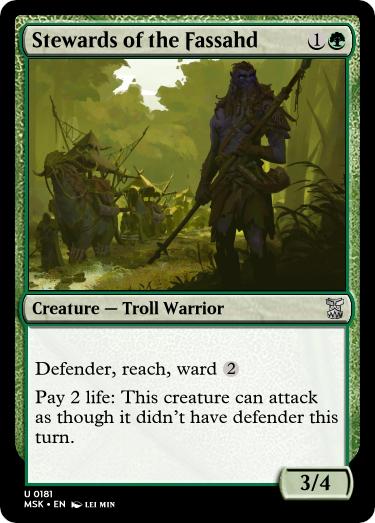 Stewards of the Fassahd 1
Creature — Troll Warrior
Defender, reach, ward 2
Pay 2 life: This creature can attack
as though it didn't have defender this
turn.
3/4
U 0181
MSK • EN LEI MIN